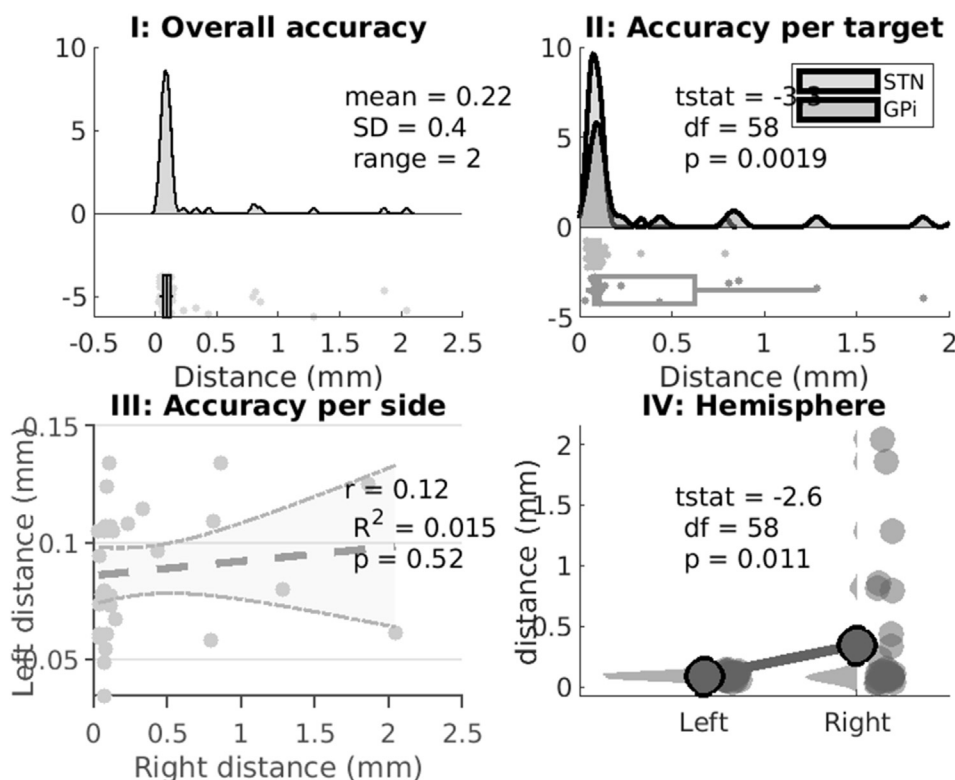 I: Overall accuracy
10
5
0
-5
mean = 0.22
SD = 0.4
range = 2
-0.5 0 0.5 1 1.5 2 2.5
Distance (mm)
II: Accuracy per target
10
5
0
-5
tstat = -3.3
df = 58
p = 0.0019
STN
GPi
0 0.5 1 1.5 2
Distance (mm)
III: Accuracy per side
0.15
0.1
0.05
Left distance (mm)
r = 0.12
R² = 0.015
p = 0.52
0 0.5 1 1.5 2 2.5
Right distance (mm)
IV: Hemisphere
2
1.5
1
0.5
0
distance (mm)
tstat = -2.6
df = 58
p = 0.011
Left Right